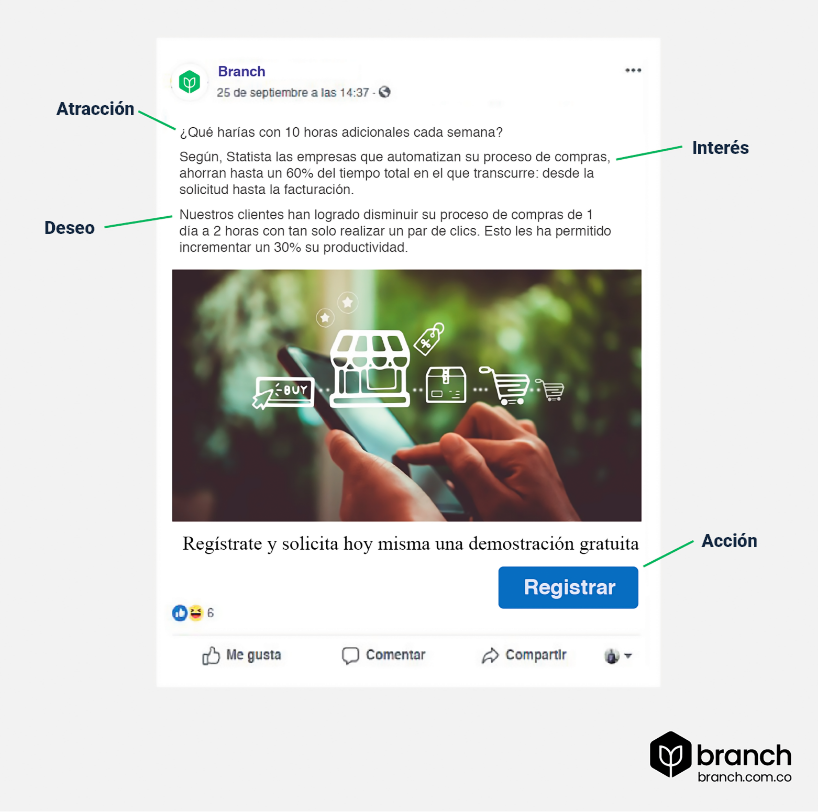 Branch
25 de septiembre a las 14:37 ·
Atracción
¿Qué harías con 10 horas adicionales cada semana?
Según, Statista las empresas que automatizan su proceso de compras,
ahorran hasta un 60% del tiempo total en el que transcurre: desde la
solicitud hasta la facturación.
Interés
Deseo
Nuestros clientes han logrado disminuir su proceso de compras de 1
día a 2 horas con tan solo realizar un par de clics. Esto les ha permitido
incrementar un 30% su productividad.
BUY
%
Regístrate y solicita hoy misma una demostración gratuita
Acción
Registrar
6
Me gusta
Comentar
Compartir
branch
branch.com.co